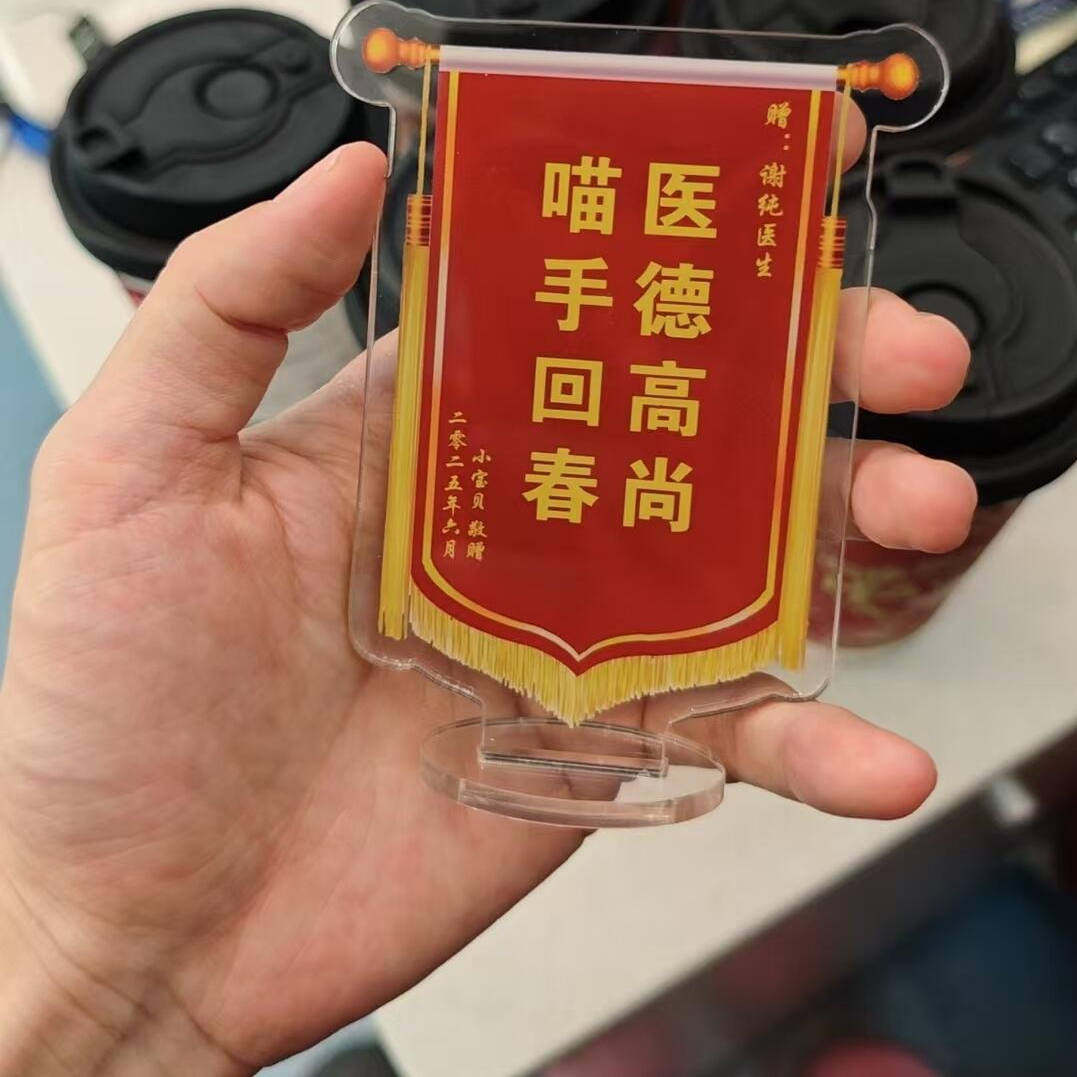 赠：谢纯医生
医德高尚
喵手回春
小宝贝 敬赠
二零二五年六月